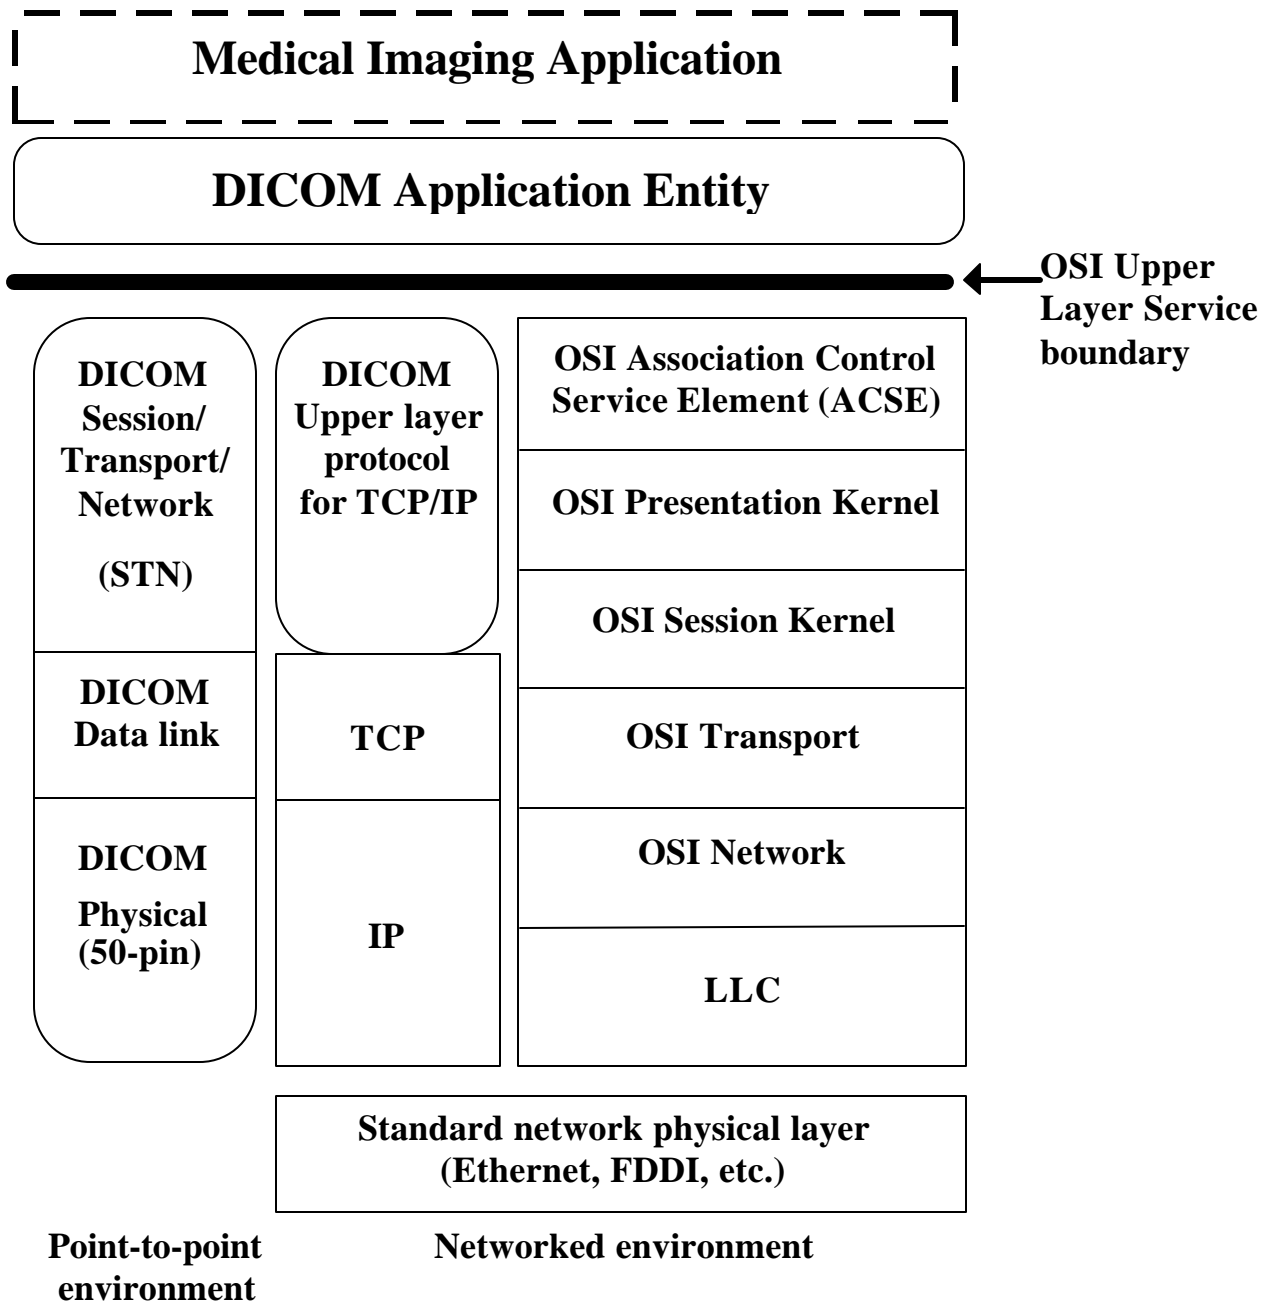 Medical Imaging Application
DICOM Application Entity
OSI Upper
Layer Service
boundary
DICOM
Session/
Transport/
Network
(STN)
DICOM
Data link
DICOM
Physical
(50-pin)
DICOM
Upper layer
protocol
for TCP/IP
TCP
IP
OSI Association Control
Service Element (ACSE)
OSI Presentation Kernel
OSI Session Kernel
OSI Transport
OSI Network
LLC
Standard network physical layer
(Ethernet, FDDI, etc.)
Point-to-point
environment
Networked environment